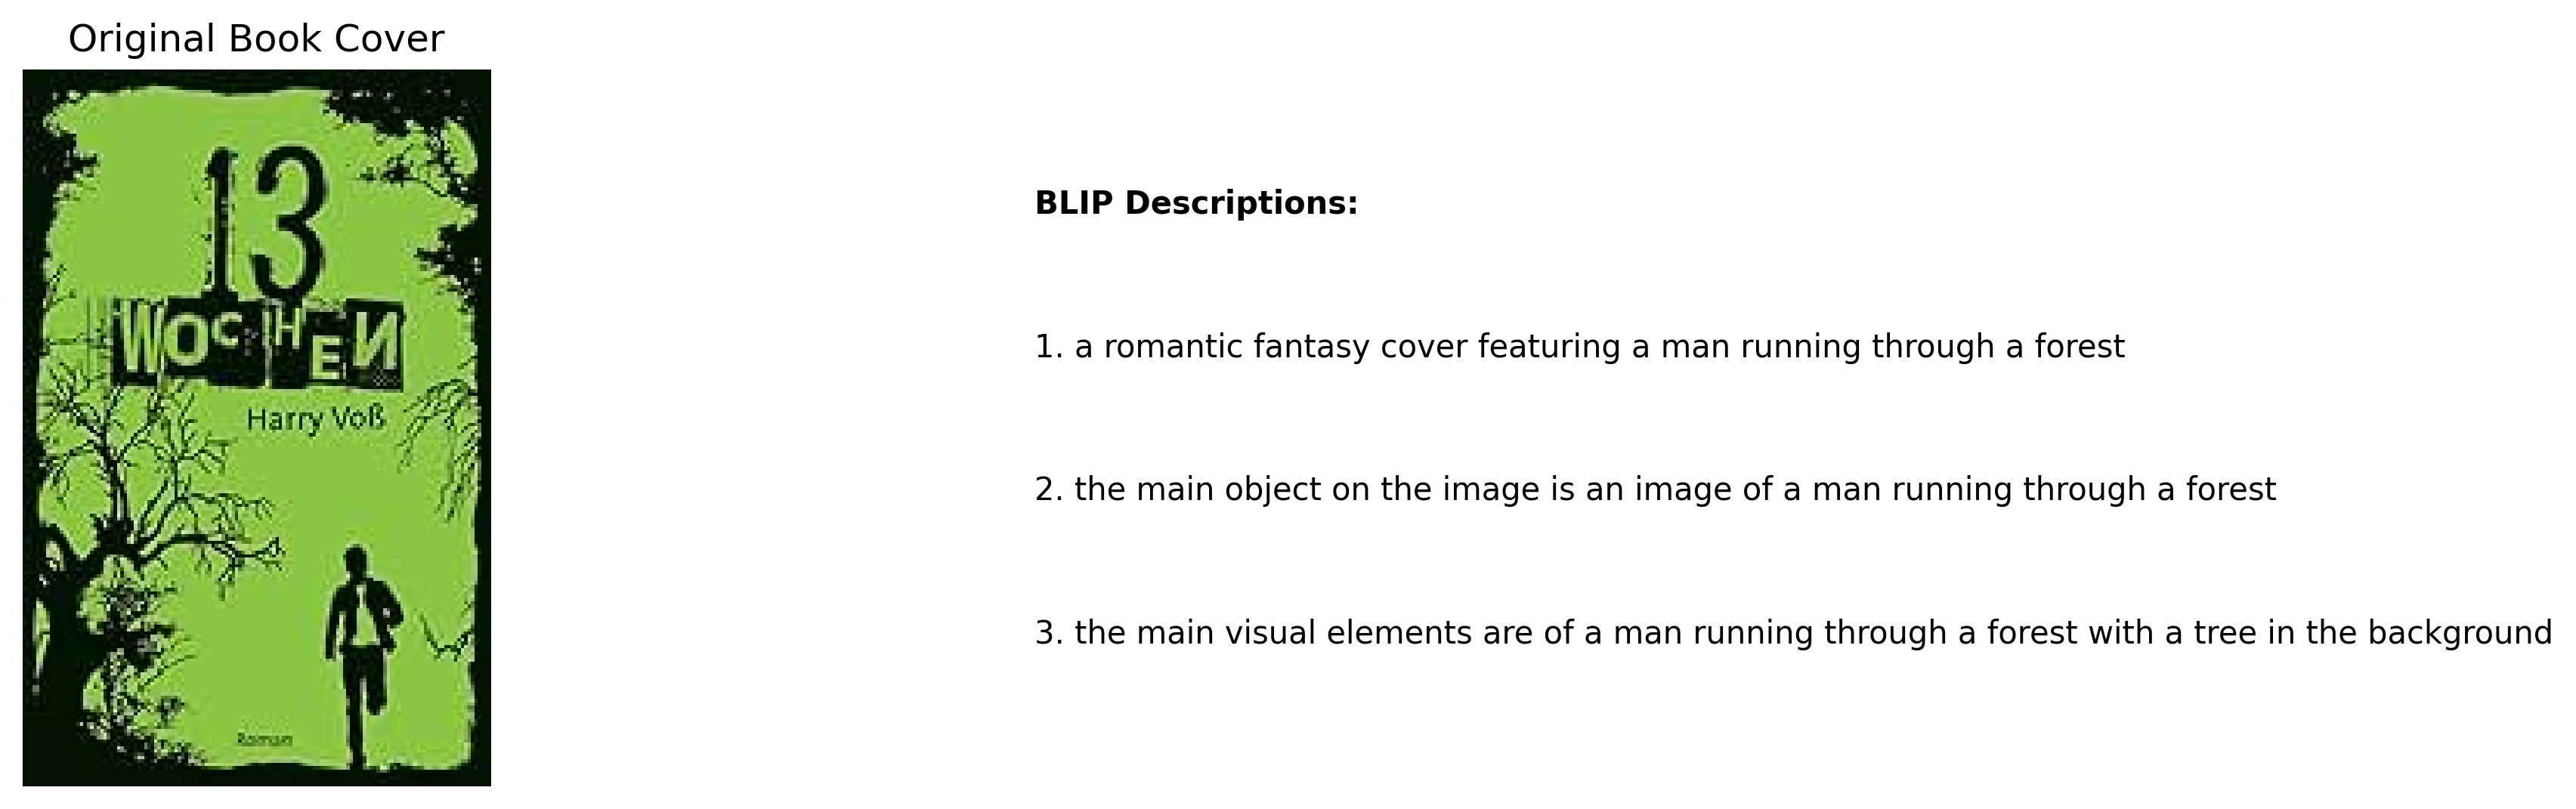 Original Book Cover
13
WOCHEN
Harry Voß
Roman
BLIP Descriptions:
1. a romantic fantasy cover featuring a man running through a forest
2. the main object on the image is an image of a man running through a forest
3. the main visual elements are of a man running through a forest with a tree in the background